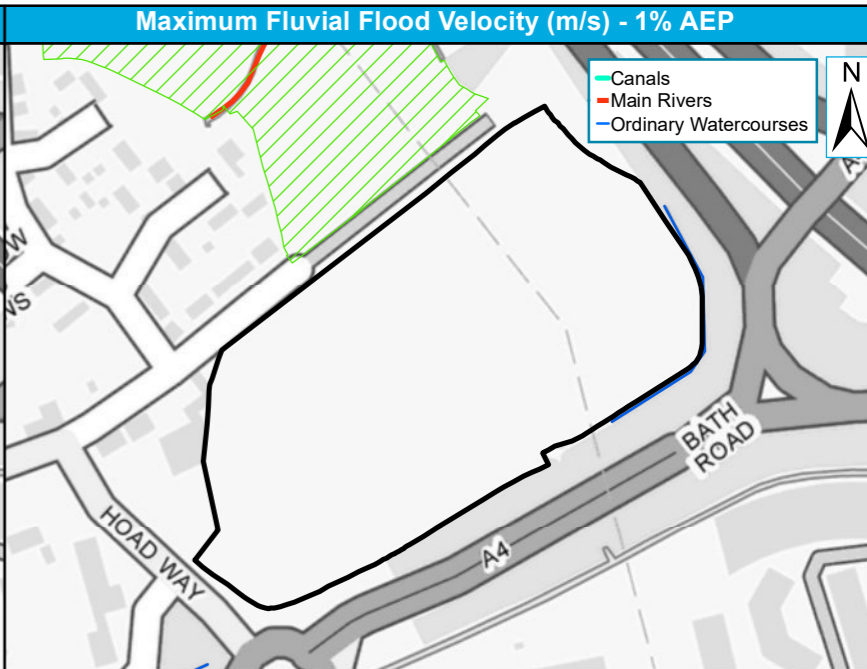 Maximum Fluvial Flood Velocity (m/s) - 1% AEP
Canals
Main Rivers
Ordinary Watercourses
N
HOAD WAY
A4
BATH
ROAD